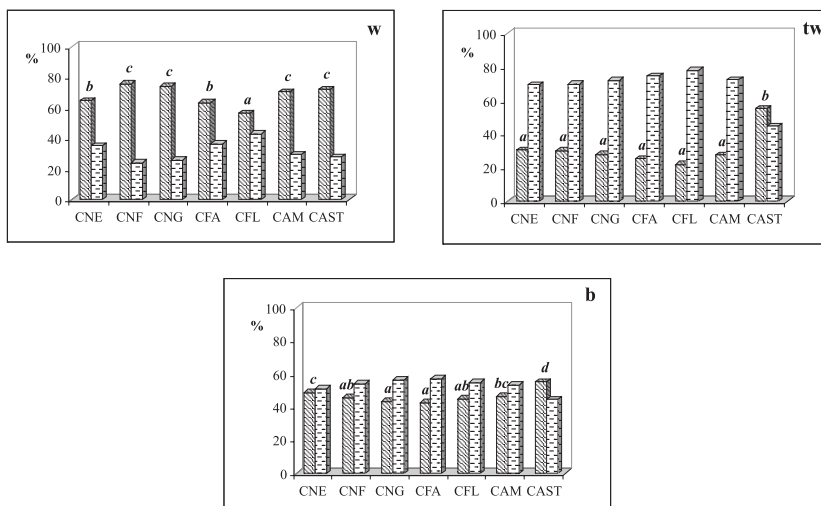 w
%
100
80
60
40
20
0
b c c b a c c
CNE CNF CNG CFA CFL CAM CAST
tw
%
100
80
60
40
20
0
a a a a a a b
CNE CNF CNG CFA CFL CAM CAST
b
%
100
80
60
40
20
0
c ab a a ab bc d
CNE CNF CNG CFA CFL CAM CAST